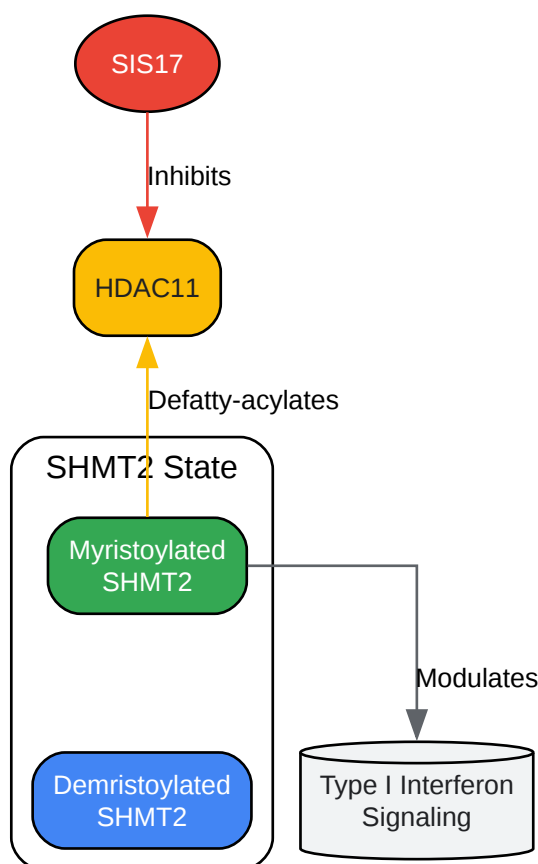 SIS17
Inhibits
HDAC11
Defatty-acylates
SHMT2 State
Myristoylated
SHMT2
Modulates
Demristoylated
SHMT2
Type I Interferon
Signaling